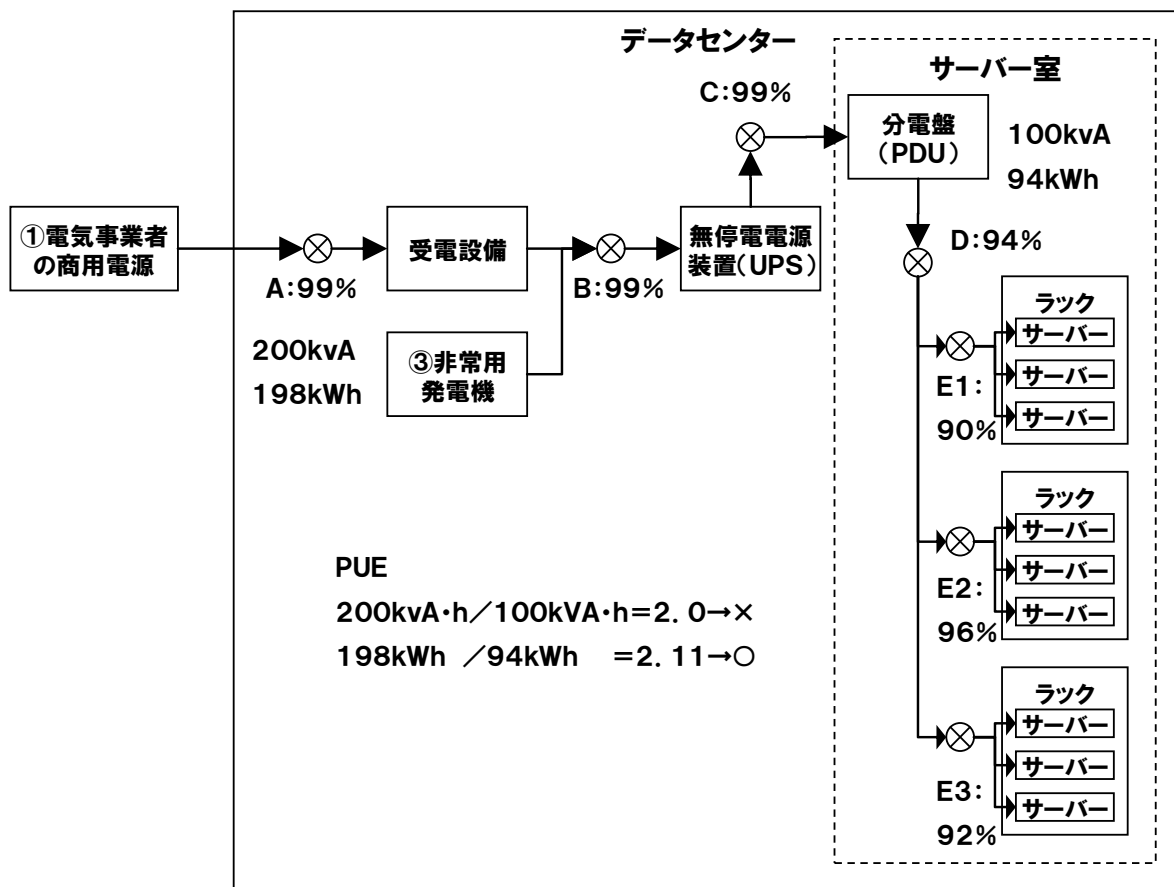 データセンター
サーバー室
C:99%
分電盤
(PDU)
100kvA
94kWh
①電気事業者
の商用電源
A:99%
受電設備
B:99%
無停電電源
装置(UPS)
D:94%
200kvA
198kWh
③非常用
発電機
ラック
サーバー
サーバー
サーバー
E1:
90%
ラック
サーバー
サーバー
サーバー
E2:
96%
ラック
サーバー
サーバー
サーバー
E3:
92%
PUE
200kvA・h/100kVA・h=2.0→×
198kWh /94kWh =2.11→○